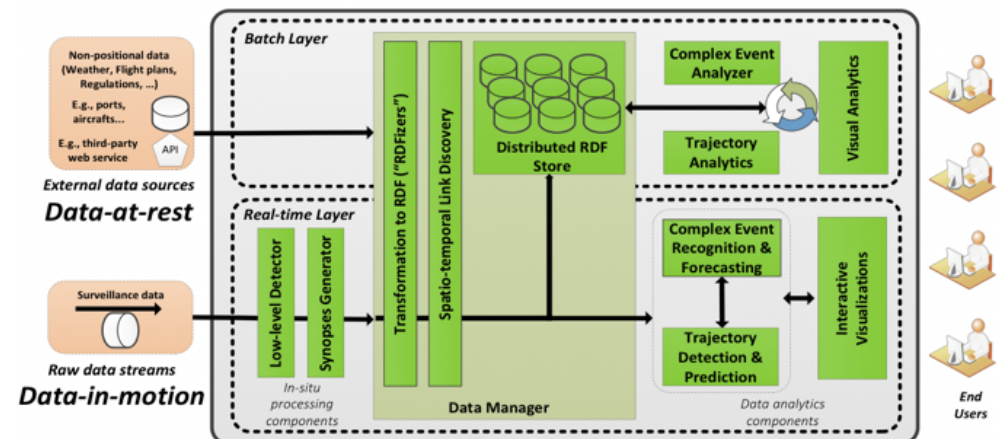 Non-positional data
(Weather, Flight plans,
Regulations, ...)
E.g., ports,
aircrafts...
E.g., third-party
web service
API
External data sources
Data-at-rest
Surveillance data
Raw data streams
Data-in-motion
Batch Layer
Transformation to RDF ("RDFizers")
Spatio-temporal Link Discovery
Distributed RDF
Store
Complex Event
Analyzer
Trajectory
Analytics
Visual Analytics
Real-time Layer
Low-level Detector
Synopses Generator
In-situ
processing
components
Data Manager
Complex Event
Recognition &
Forecasting
Trajectory
Detection &
Prediction
Interactive
Visualizations
Data analytics
components
End
Users